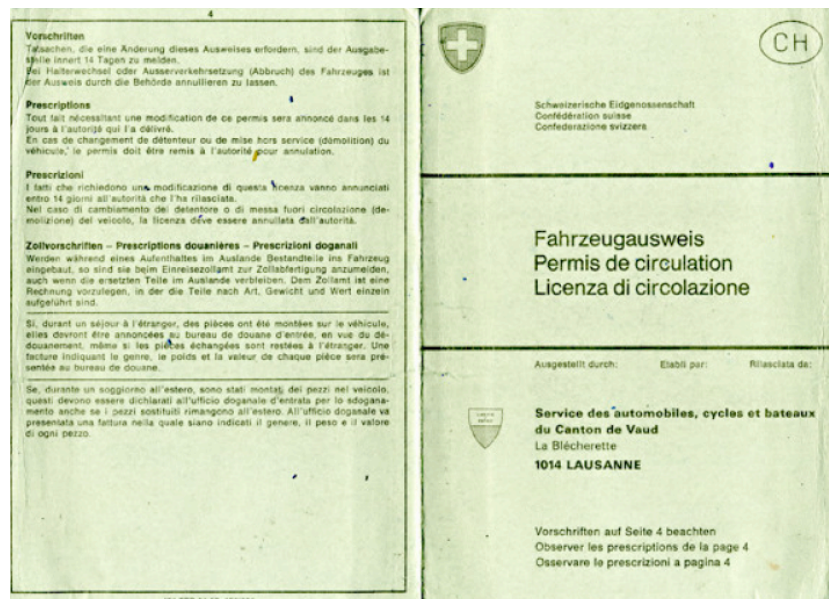 4
Vorschriften
Tatsachen, die eine Änderung dieses Ausweises erfordern, sind der Ausgabe-
stelle innert 14 Tagen zu melden.
Bei Halterwechsel oder Ausserverkehrsetzung (Abbruch) des Fahrzeuges ist
der Ausweis durch die Behörde annullieren zu lassen.
Prescriptions
Tout fait nécessitant une modification de ce permis sera annoncé dans les 14
jours à l'autorité qui l'a délivré.
En cas de changement de détenteur ou de mise hors service (démolition) du
véhicule, le permis doit être remis à l'autorité pour annulation.
Prescrizioni
I fatti che richiedono una modificazione di questa licenza vanno annunciati
entro 14 giorni all'autorità che l'ha rilasciata.
Nel caso di cambiamento del detentore o di messa fuori circolazione (de-
molizione) del veicolo, la licenza deve essere annullata dall'autorità.
Zollvorschriften – Prescriptions douanières – Prescrizioni doganali
Werden während eines Aufenthaltes im Auslande Bestandteile ins Fahrzeug
eingebaut, so sind sie beim Einreisezollamt zur Zollabfertigung anzumelden,
auch wenn die ersetzten Teile im Auslande verbleiben. Dem Zollamt ist eine
Rechnung vorzulegen, in der die Teile nach Art, Gewicht und Wert einzeln
aufgeführt sind.
Si, durant un séjour à l'étranger, des pièces ont été montées sur le véhicule,
elles devront être annoncées au bureau de douane d'entrée, en vue du dé-
douanement, même si les pièces échangées sont restées à l'étranger. Une
facture indiquant le genre, le poids et la valeur de chaque pièce sera pré-
sentée au bureau de douane.
Se, durante un soggiorno all'estero, sono stati montati dei pezzi nel veicolo,
questi devono essere dichiarati all'ufficio doganale d'entrata per lo sdogana-
mento anche se i pezzi sostituiti rimangono all'estero. All'ufficio doganale va
presentata una fattura nella quale siano indicati il genere, il peso e il valore
di ogni pezzo.
CH
Schweizerische Eidgenossenschaft
Confédération suisse
Confederazione svizzera
Fahrzeugausweis
Permis de circulation
Licenza di circolazione
Ausgestellt durch: Etabli par: Rilasciata da:
Service des automobiles, cycles et bateaux
du Canton de Vaud
La Blécherette
1014 LAUSANNE
Vorschriften auf Seite 4 beachten
Observer les prescriptions de la page 4
Osservare le prescrizioni a pagina 4